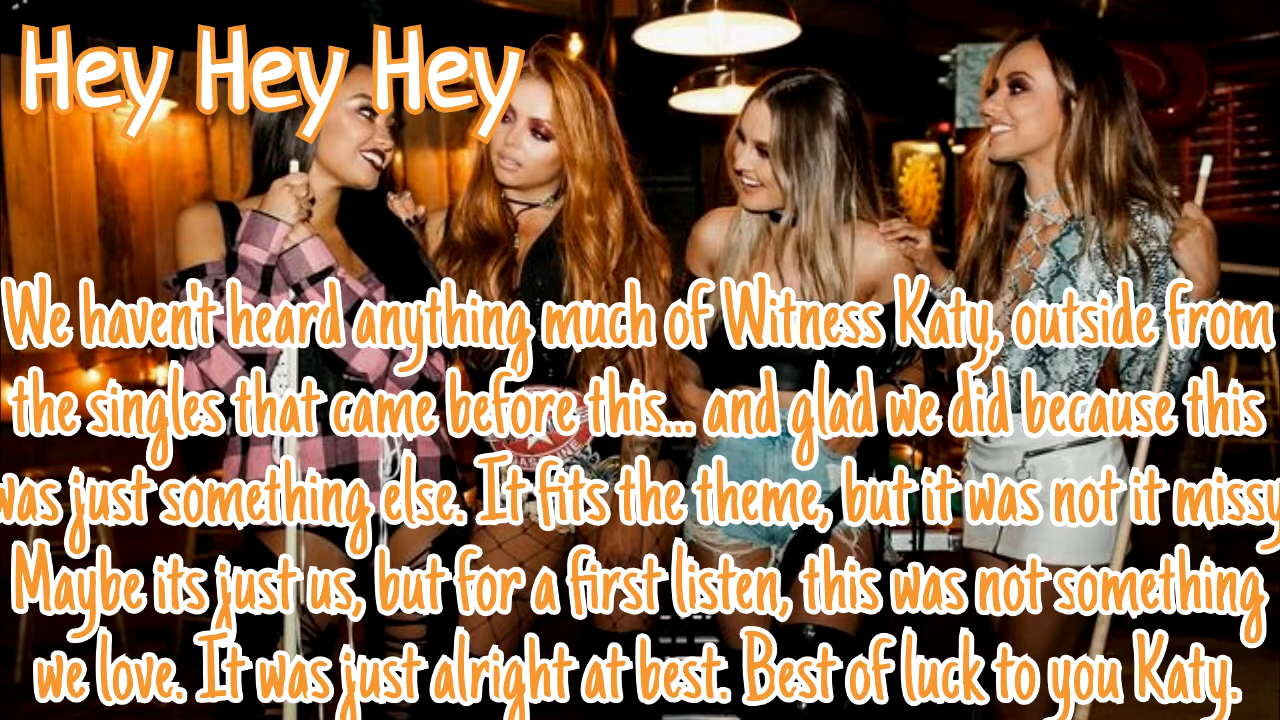 Hey Hey Hey
We haven't heard anything much of Witness Katy, outside from
the singles that came before this... and glad we did because this
was just something else. It fits the theme, but it was not it missy
Maybe its just us, but for a first listen, this was not something
we love. It was just alright at best. Best of luck to you Katy.